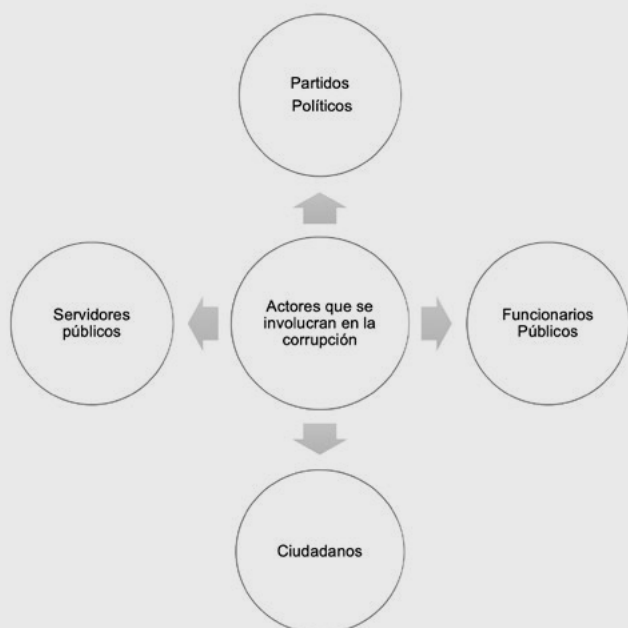 Partidos
Políticos
Servidores
públicos
Actores que se
involucran en la
corrupción
Funcionarios
Públicos
Ciudadanos